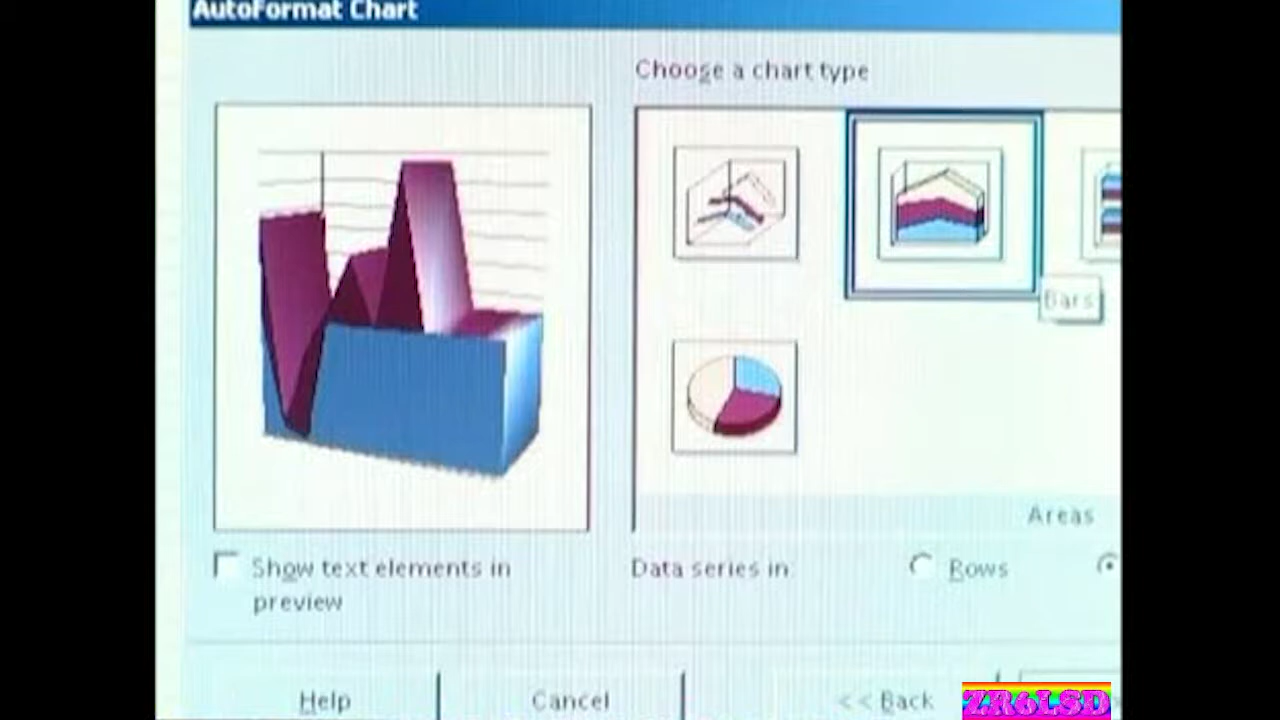 AutoFormat Chart
Choose a chart type
Bars
Areas
Show text elements in
preview
Data series in
Rows
Help
Cancel
<< Back
ZR6LSD